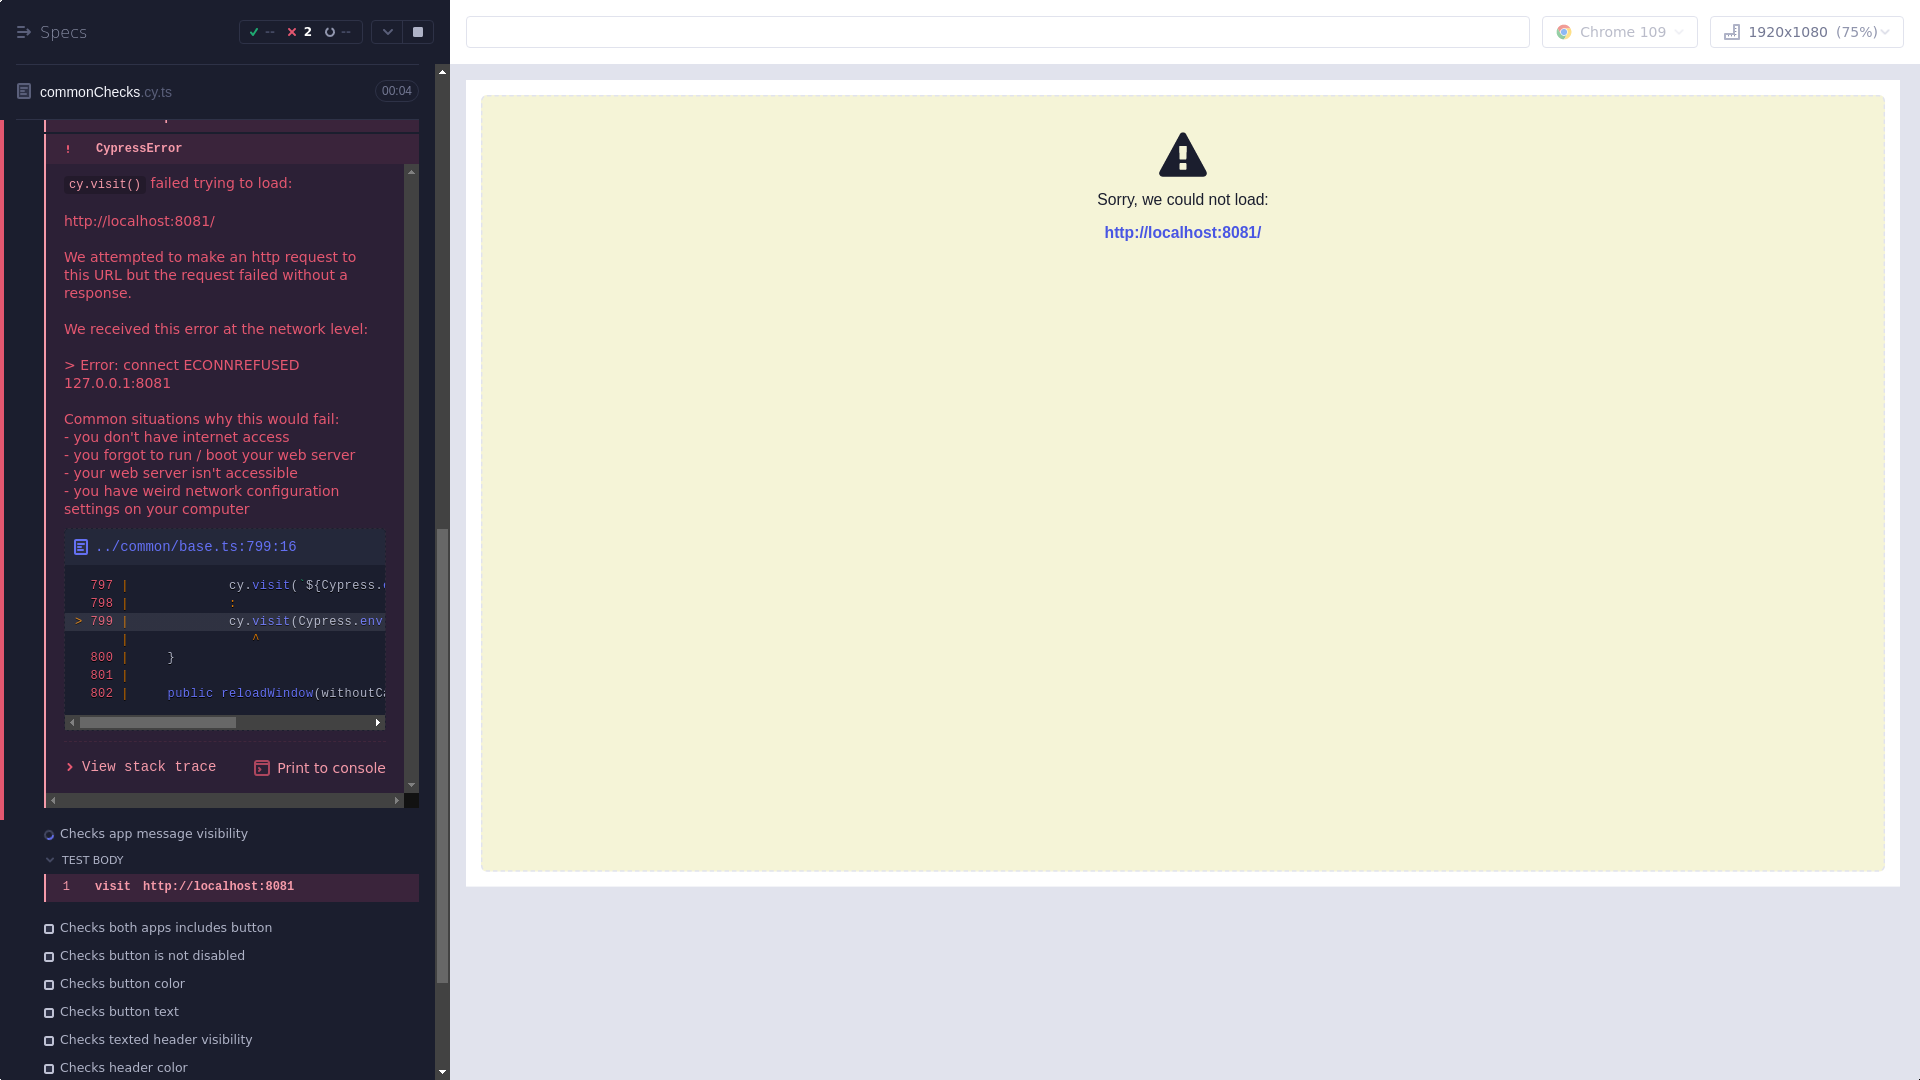 Specs
-- 2 --
commonChecks.cy.ts
00:04
! CypressError
cy.visit() failed trying to load:
http://localhost:8081/
We attempted to make an http request to
this URL but the request failed without a
response.
We received this error at the network level:
> Error: connect ECONNREFUSED
127.0.0.1:8081
Common situations why this would fail:
- you don't have internet access
- you forgot to run / boot your web server
- your web server isn't accessible
- you have weird network configuration
settings on your computer
../common/base.ts:799:16
797 | cy.visit(`${Cypress.
798 | :
> 799 | cy.visit(Cypress.env
| ^
800 | }
801 |
802 | public reloadWindow(withoutCa
View stack trace
Print to console
Checks app message visibility
TEST BODY
1 visit http://localhost:8081
Checks both apps includes button
Checks button is not disabled
Checks button color
Checks button text
Checks texted header visibility
Checks header color
Chrome 109
1920x1080 (75%)
Sorry, we could not load:
http://localhost:8081/